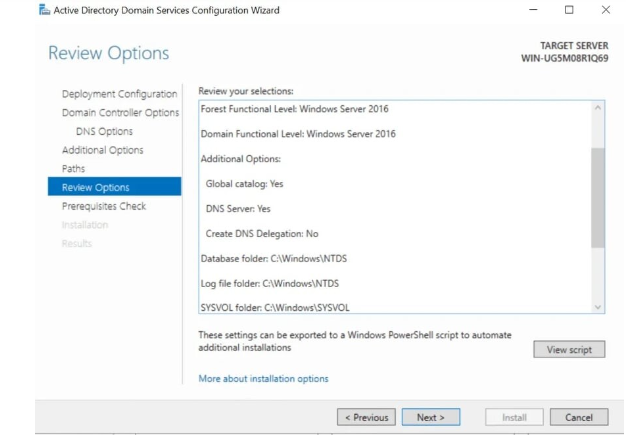 Active Directory Domain Services Configuration Wizard
Review Options
TARGET SERVER
WIN-UG5M08R1Q69
Deployment Configuration
Domain Controller Options
DNS Options
Additional Options
Paths
Review Options
Prerequisites Check
Installation
Results
Review your selections:
Forest Functional Level: Windows Server 2016
Domain Functional Level: Windows Server 2016
Additional Options:
Global catalog: Yes
DNS Server: Yes
Create DNS Delegation: No
Database folder: C:\Windows\NTDS
Log file folder: C:\Windows\NTDS
SYSVOL folder: C:\Windows\SYSVOL
These settings can be exported to a Windows PowerShell script to automate
additional installations
View script
More about installation options
< Previous
Next >
Install
Cancel